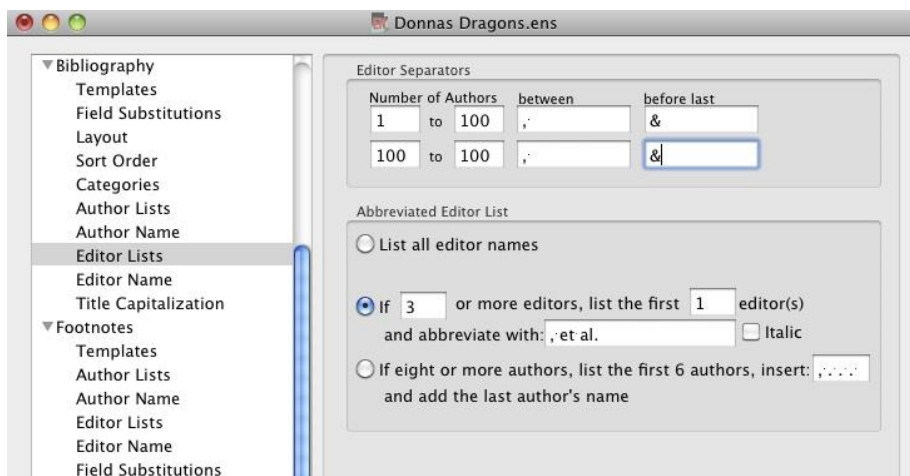 Donnas Dragons.ens
Bibliography
Templates
Field Substitutions
Layout
Sort Order
Categories
Author Lists
Author Name
Editor Lists
Editor Name
Title Capitalization
Footnotes
Templates
Author Lists
Author Name
Editor Lists
Editor Name
Field Substitutions
Editor Separators
Number of Authors between before last
1 to 100 ,· &
100 to 100 ,· &
Abbreviated Editor List
List all editor names
If 3 or more editors, list the first 1 editor(s)
and abbreviate with: ,·et·al. Italic
If eight or more authors, list the first 6 authors, insert: ,·.·.·.·
and add the last author's name